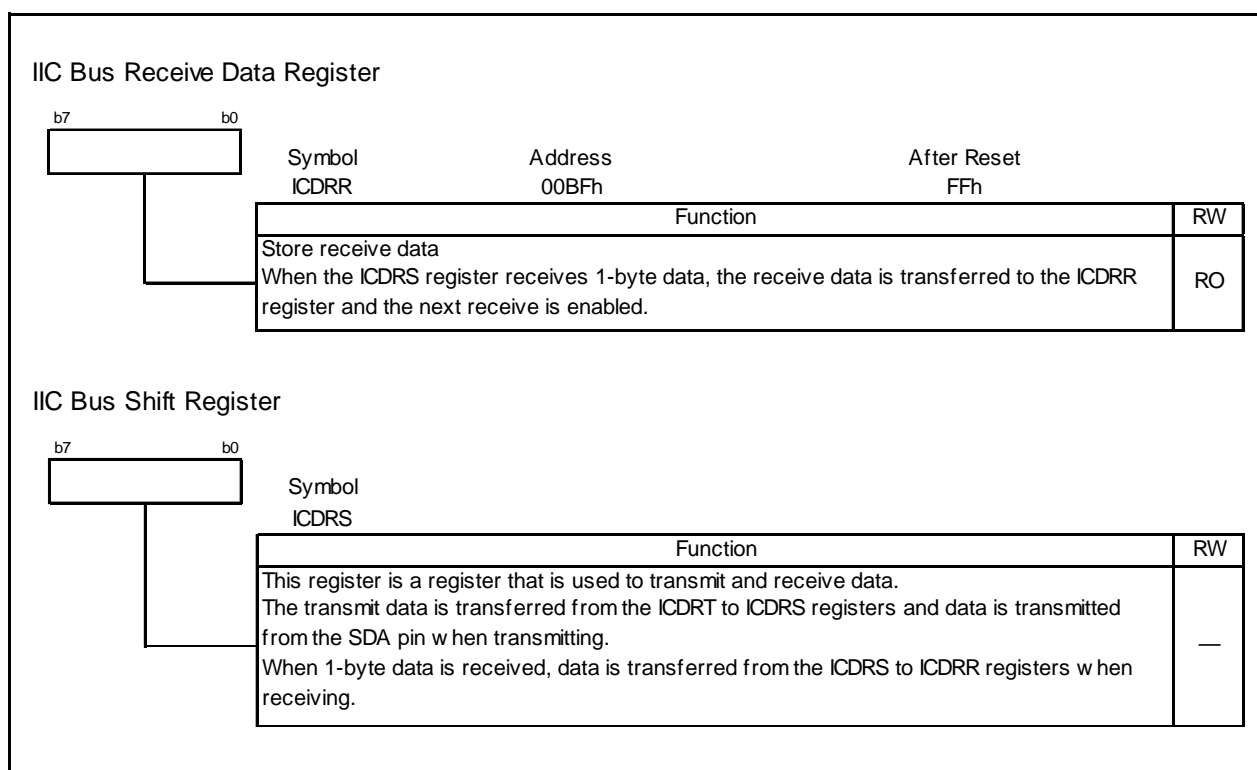 IIC Bus Receive Data Register
b7 b0
Symbol Address After Reset
ICDRR 00BFh FFh
Function RW
Store receive data
When the ICDRS register receives 1-byte data, the receive data is transferred to the ICDRR
register and the next receive is enabled.
RO
IIC Bus Shift Register
b7 b0
Symbol
ICDRS
Function RW
This register is a register that is used to transmit and receive data.
The transmit data is transferred from the ICDRT to ICDRS registers and data is transmitted
from the SDA pin when transmitting.
When 1-byte data is received, data is transferred from the ICDRS to ICDRR registers when
receiving.
—